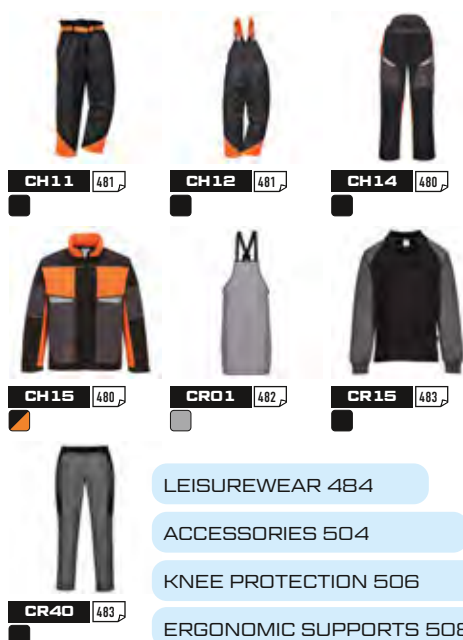 CH11 481
CH12 481
CH14 480
CH15 480
CR01 482
CR15 483
CR40 483
LEISUREWEAR 484
ACCESSORIES 504
KNEE PROTECTION 506
ERGONOMIC SUPPORTS 508